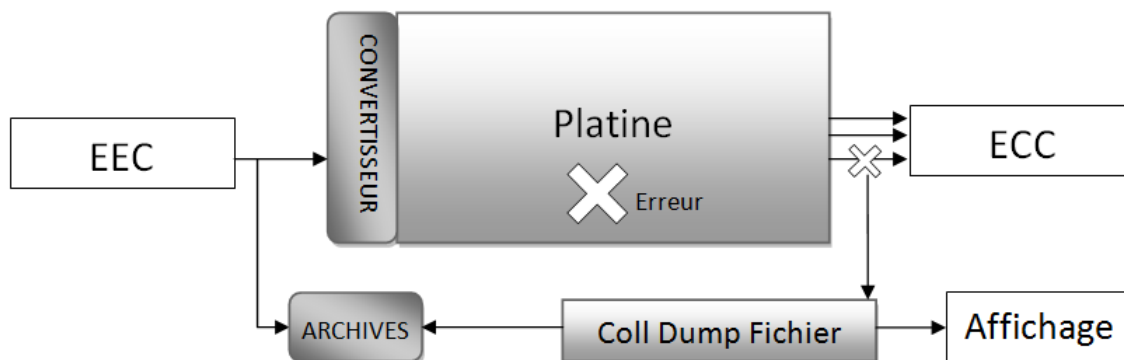 EEC
CONVERTISSEUR
Platine
Erreur
ECC
ARCHIVES
Coll Dump Fichier
Affichage